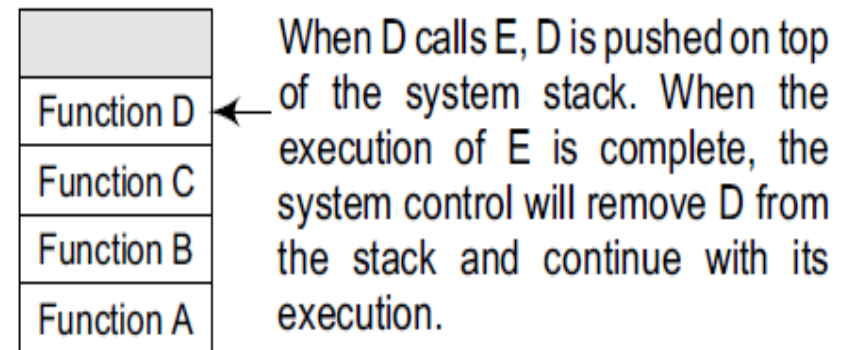 Function D
Function C
Function B
Function A
When D calls E, D is pushed on top
of the system stack. When the
execution of E is complete, the
system control will remove D from
the stack and continue with its
execution.